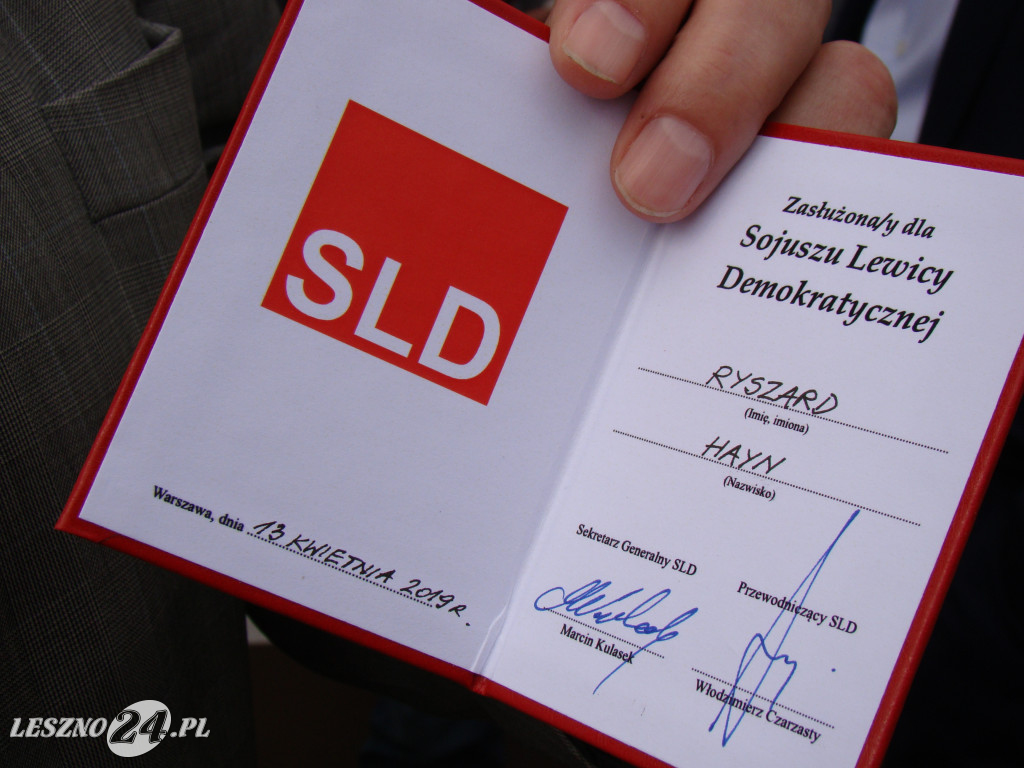 SLD
Warszawa, dnia 13 KWIETNIA 2019 r.
Zasłużona/y dla
Sojuszu Lewicy
Demokratycznej
RYSZARD
(Imię, imiona)
HAYN
(Nazwisko)
Sekretarz Generalny SLD
Marcin Kulasek
Przewodniczący SLD
Włodzimierz Czarzasty
LESZNO24.PL